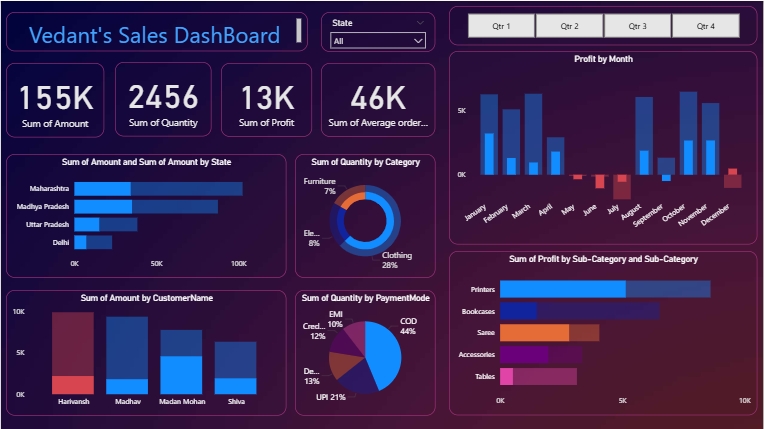 Vedant's Sales DashBoard
State
All
Qtr 1
Qtr 2
Qtr 3
Qtr 4
155K
Sum of Amount
2456
Sum of Quantity
13K
Sum of Profit
46K
Sum of Average order...
Profit by Month
5K
0K
January
February
March
April
May
June
July
August
September
October
November
December
Sum of Amount and Sum of Amount by State
Maharashtra
Madhya Pradesh
Uttar Pradesh
Delhi
0K
50K
100K
Sum of Quantity by Category
Furniture
7%
Ele...
8%
Clothing
28%
Sum of Profit by Sub-Category and Sub-Category
Printers
Bookcases
Saree
Accessories
Tables
0K
5K
10K
Sum of Amount by CustomerName
10K
5K
0K
Harivansh
Madhav
Madan Mohan
Shiva
Sum of Quantity by PaymentMode
EMI
10%
COD
44%
Cred...
12%
De...
13%
UPI 21%